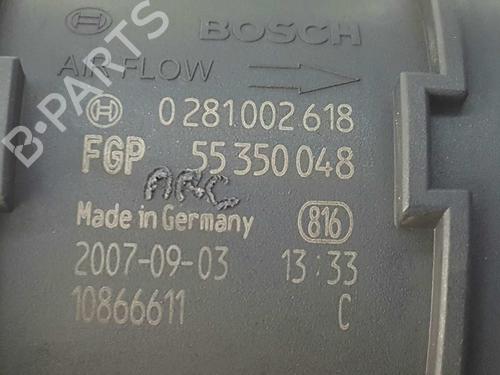 BOSCH
AIR FLOW
0 281 002 618
FGP 55 350 048
ARC
Made in Germany 816
2007-09-03 13:33
10866611 C
B-PARTS